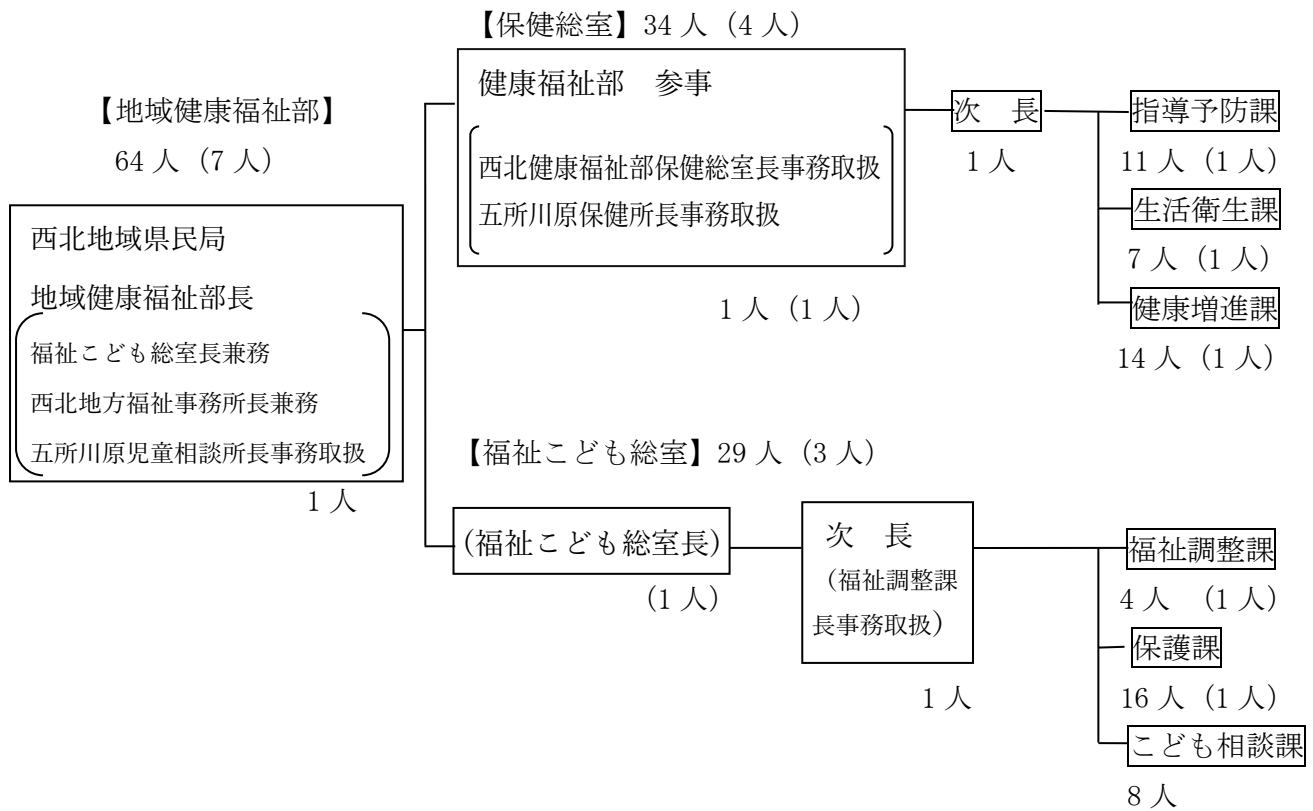 【保健総室】34 人（4 人）
健康福祉部　参事
西北健康福祉部保健総室長事務取扱
五所川原保健所長事務取扱
1 人（1 人）
【地域健康福祉部】
64 人（7 人）
西北地域県民局
地域健康福祉部長
福祉こども総室長兼務
西北地方福祉事務所長兼務
五所川原児童相談所長事務取扱
1 人
次　長
1 人
指導予防課
11 人（1 人）
生活衛生課
7 人（1 人）
健康増進課
14 人（1 人）
【福祉こども総室】29 人（3 人）
(福祉こども総室長)
（1 人）
次　長
（福祉調整課
長事務取扱）
1 人
福祉調整課
4 人　（1 人）
保護課
16 人（1 人）
こども相談課
8 人